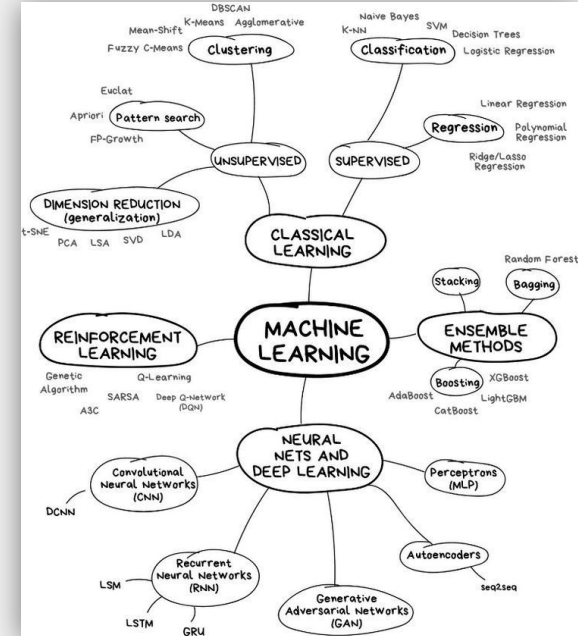 DBSCAN
K-Means
Agglomerative
Mean-Shift
Fuzzy C-Means
Clustering
Naive Bayes
SVM
K-NN
Decision Trees
Classification
Logistic Regression
Euclat
Apriori
Pattern search
FP-Growth
Linear Regression
Regression
Polynomial
Regression
Ridge/Lasso
Regression
UNSUPERVISED
SUPERVISED
DIMENSION REDUCTION
(generalization)
t-SNE
PCA
LSA
SVD
LDA
CLASSICAL
LEARNING
Random Forest
Stacking
Bagging
MACHINE
LEARNING
REINFORCEMENT
LEARNING
ENSEMBLE
METHODS
Genetic
Algorithm
Q-Learning
SARSA
Deep Q-Network
(DQN)
A3C
Boosting
XGBoost
AdaBoost
LightGBM
CatBoost
NEURAL
NETS AND
DEEP LEARNING
Convolutional
Neural Networks
(CNN)
DCNN
Perceptrons
(MLP)
Autoencoders
seq2seq
Recurrent
Neural Networks
(RNN)
LSM
LSTM
GRU
Generative
Adversarial Networks
(GAN)